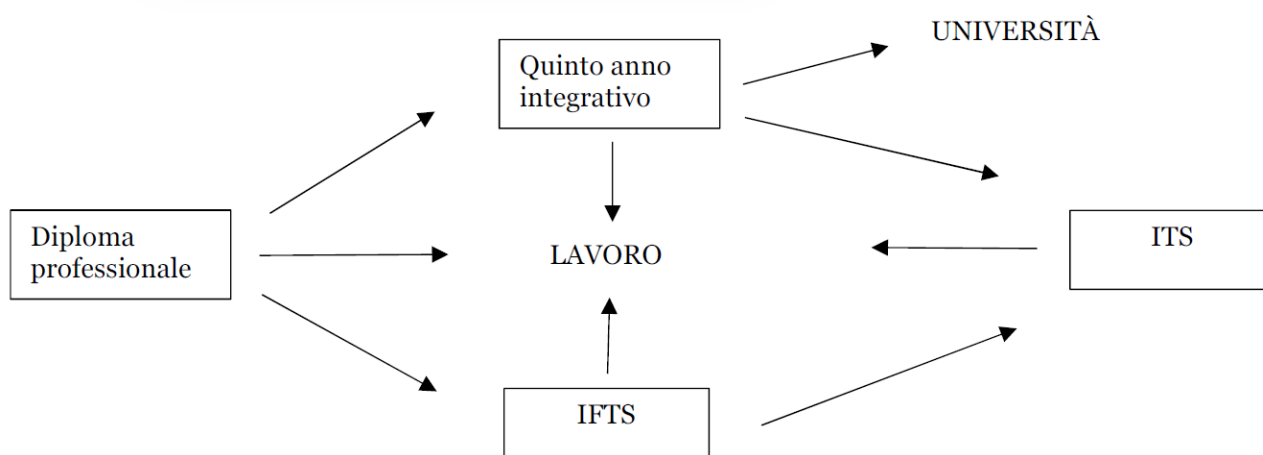 UNIVERSITÀ
Quinto anno
integrativo
Diploma
professionale
LAVORO
ITS
IFTS